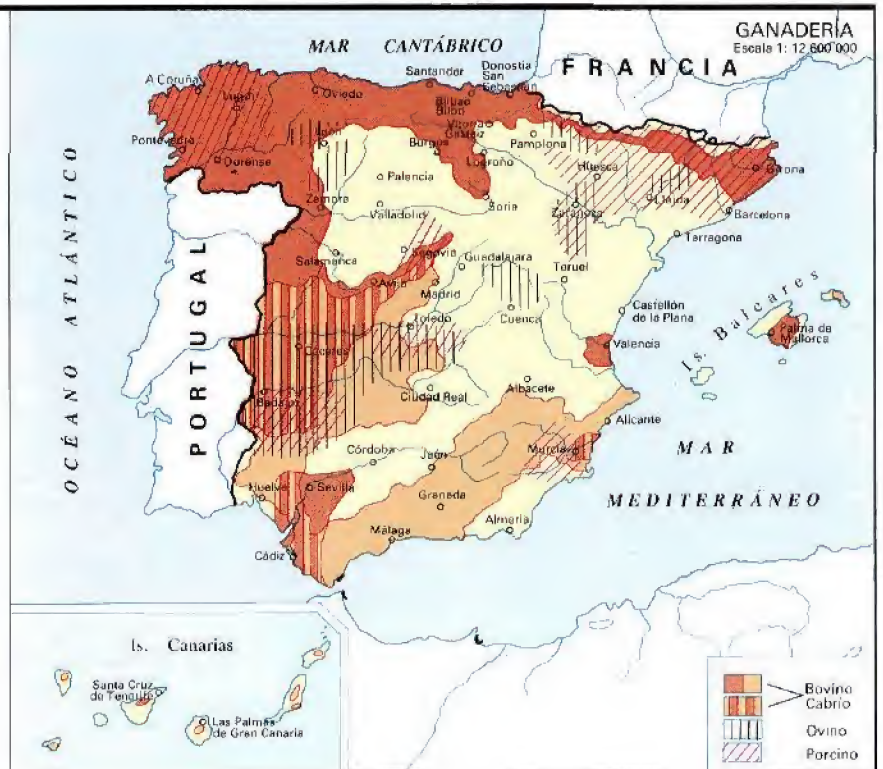 GANADERÍA
Escala 1: 12 600 000
MAR CANTÁBRICO
FRANCIA
Donostia
San
Sebastián
Santander
A Coruña
Lugo
Oviedo
Bilbao
Bilbo
Vitoria
Gasteiz
Pontevedra
Ourense
León
Burgos
Logroño
Pamplona
Huesca
Girona
Palencia
Zamora
Valladolid
Soria
Zaragoza
Lleida
Barcelona
Tarragona
OCÉANO ATLÁNTICO
PORTUGAL
Salamanca
Segovia
Guadalajara
Teruel
Avila
Madrid
Is. Baleares
Castellón
de la Plana
Toledo
Cuenca
Palma de
Mallorca
Cáceres
Valencia
Badajoz
Ciudad Real
Albacete
Alicante
Córdoba
Jaén
Murcia
MAR
MEDITERRÁNEO
Huelva
Sevilla
Granada
Málaga
Almería
Cádiz
Is. Canarias
Santa Cruz
de Tenerife
Las Palmas
de Gran Canaria
Bovino
Cabrío
Ovino
Porcino